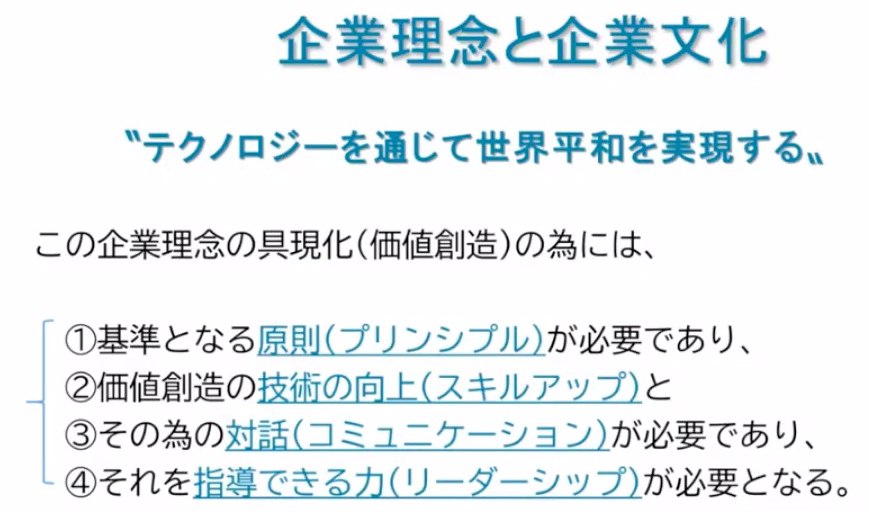 企業理念と企業文化
〝テクノロジーを通じて世界平和を実現する〟
この企業理念の具現化(価値創造)の為には、
①基準となる原則(プリンシプル)が必要であり、
②価値創造の技術の向上(スキルアップ)と
③その為の対話(コミュニケーション)が必要であり、
④それを指導できる力(リーダーシップ)が必要となる。